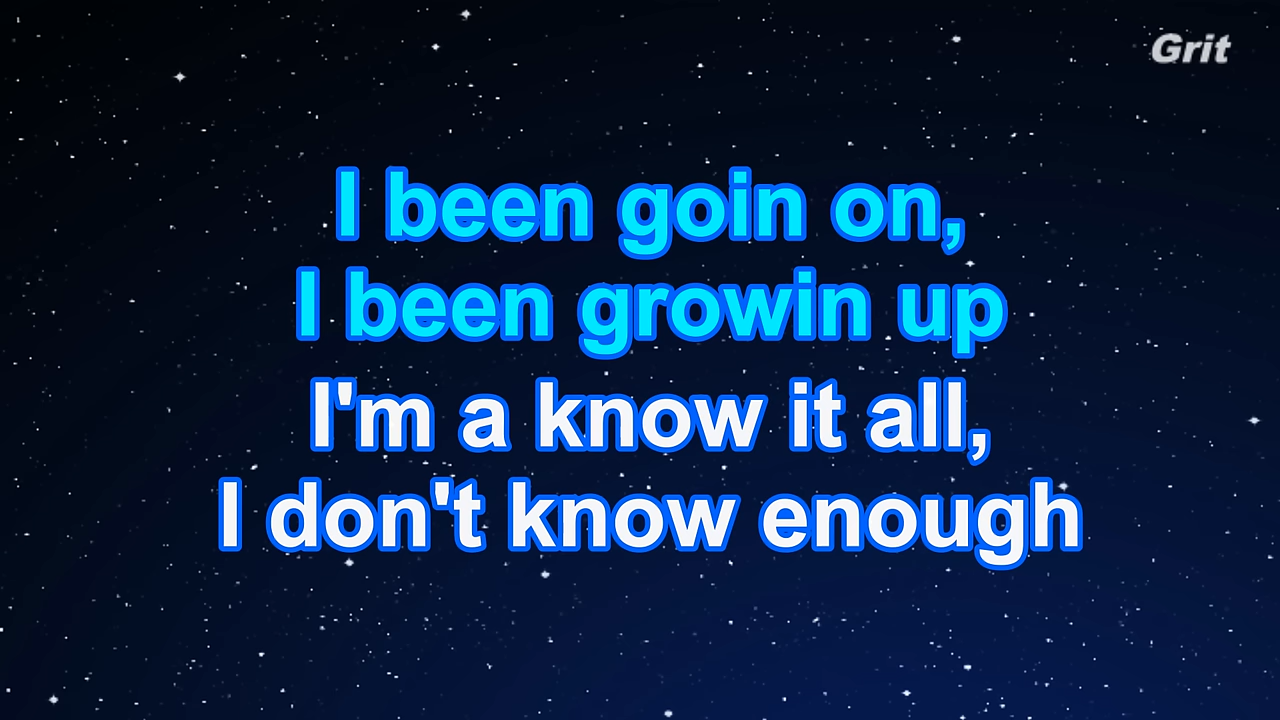 Grit
I been goin on,
I been growin up
I'm a know it all,
I don't know enough